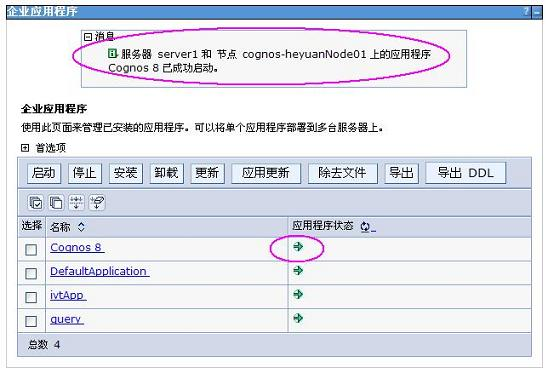 企业应用程序
消息
服务器 server1 和 节点 cognos-heyuanNode01 上的应用程序
Cognos 8 已成功启动。
企业应用程序
使用此页面来管理已安装的应用程序。可以将单个应用程序部署到多台服务器上。
首选项
启动 停止 安装 卸载 更新 应用更新 除去文件 导出 导出 DDL
选择 名称 应用程序状态
Cognos 8
DefaultApplication
ivtApp
query
总数 4